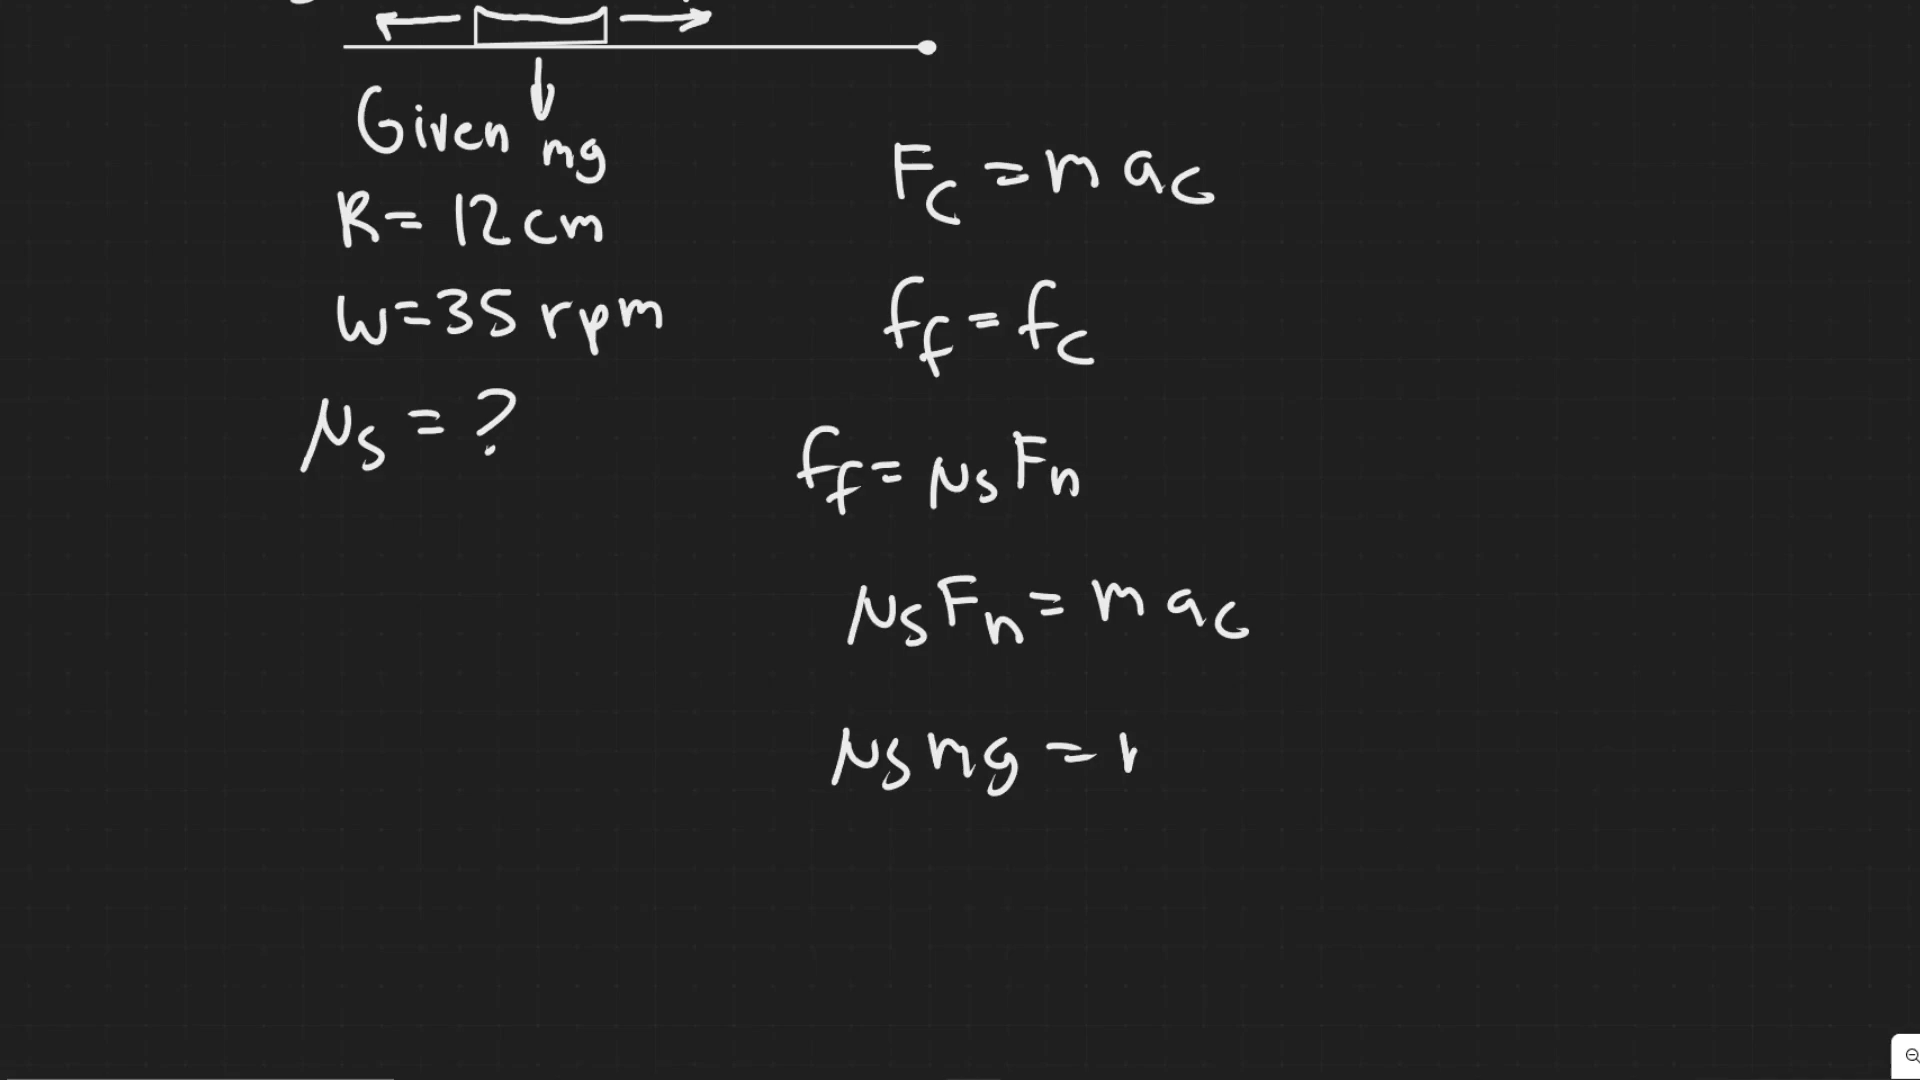 Given
mg
R = 12 cm
W = 35 rpm
μs = ?
Fc = m ac
ff = fc
ff = μs Fn
μs Fn = m ac
μs mg =